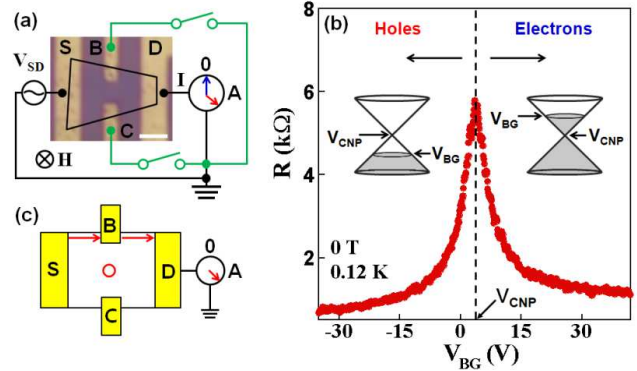 (a)
S
B
D
V_SD
I
0
A
C
⊗ H
(c)
B
S
D
0
A
C
(b)
Holes
Electrons
8
6
4
2
R (kΩ)
V_CNP
V_BG
V_BG
V_CNP
0 T
0.12 K
V_CNP
-30 -15 0 15 30
V_BG (V)